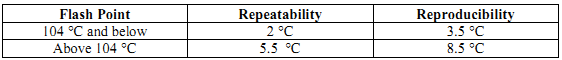 Flash Point Repeatability Reproducibility
104 °C and below 2 °C 3.5 °C
Above 104 °C 5.5 °C 8.5 °C